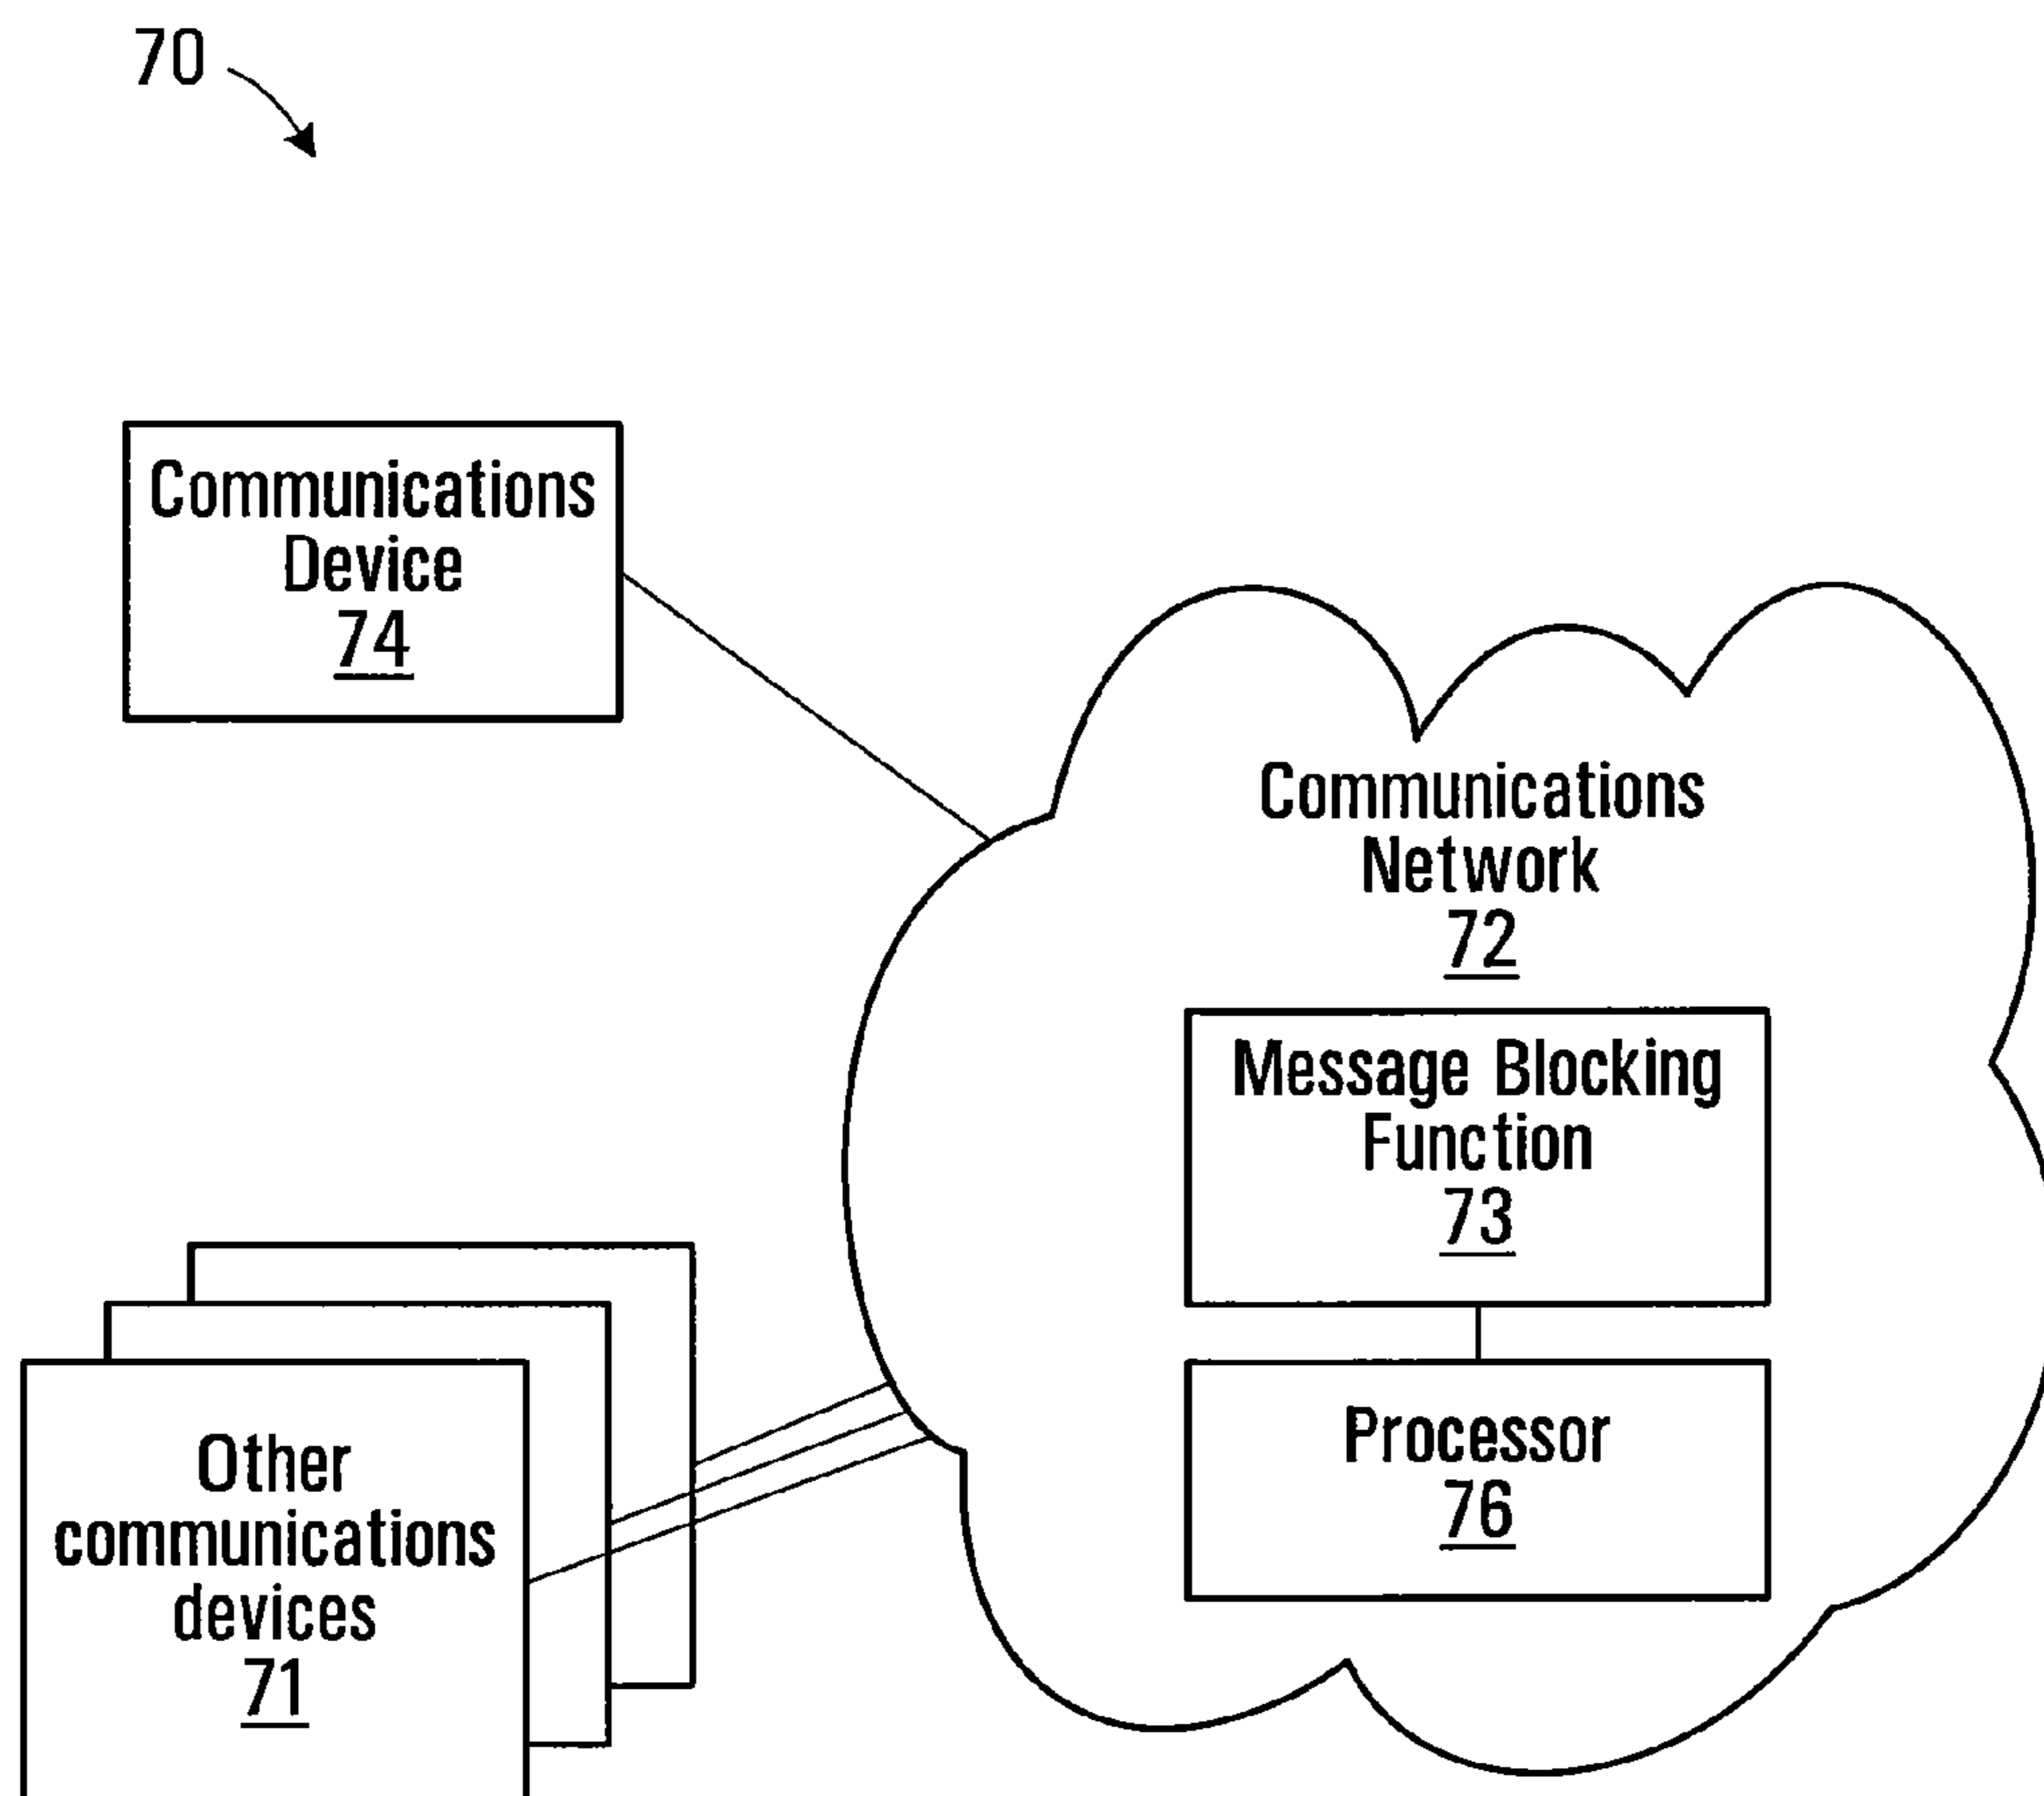 70
Communications
Device
74
Communications
Network
72
Message Blocking
Function
73
Processor
76
Other
communications
devices
71